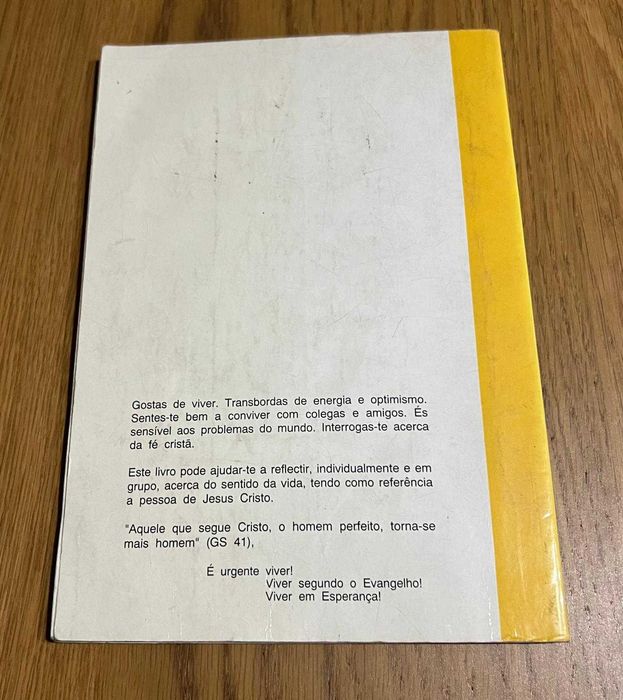 Gostas de viver. Transbordas de energia e optimismo.
Sentes-te bem a conviver com colegas e amigos. És
sensível aos problemas do mundo. Interrogas-te acerca
da fé cristã.
Este livro pode ajudar-te a reflectir, individualmente e em
grupo, acerca do sentido da vida, tendo como referência
a pessoa de Jesus Cristo.
"Aquele que segue Cristo, o homem perfeito, torna-se
mais homem" (GS 41),
É urgente viver!
Viver segundo o Evangelho!
Viver em Esperança!